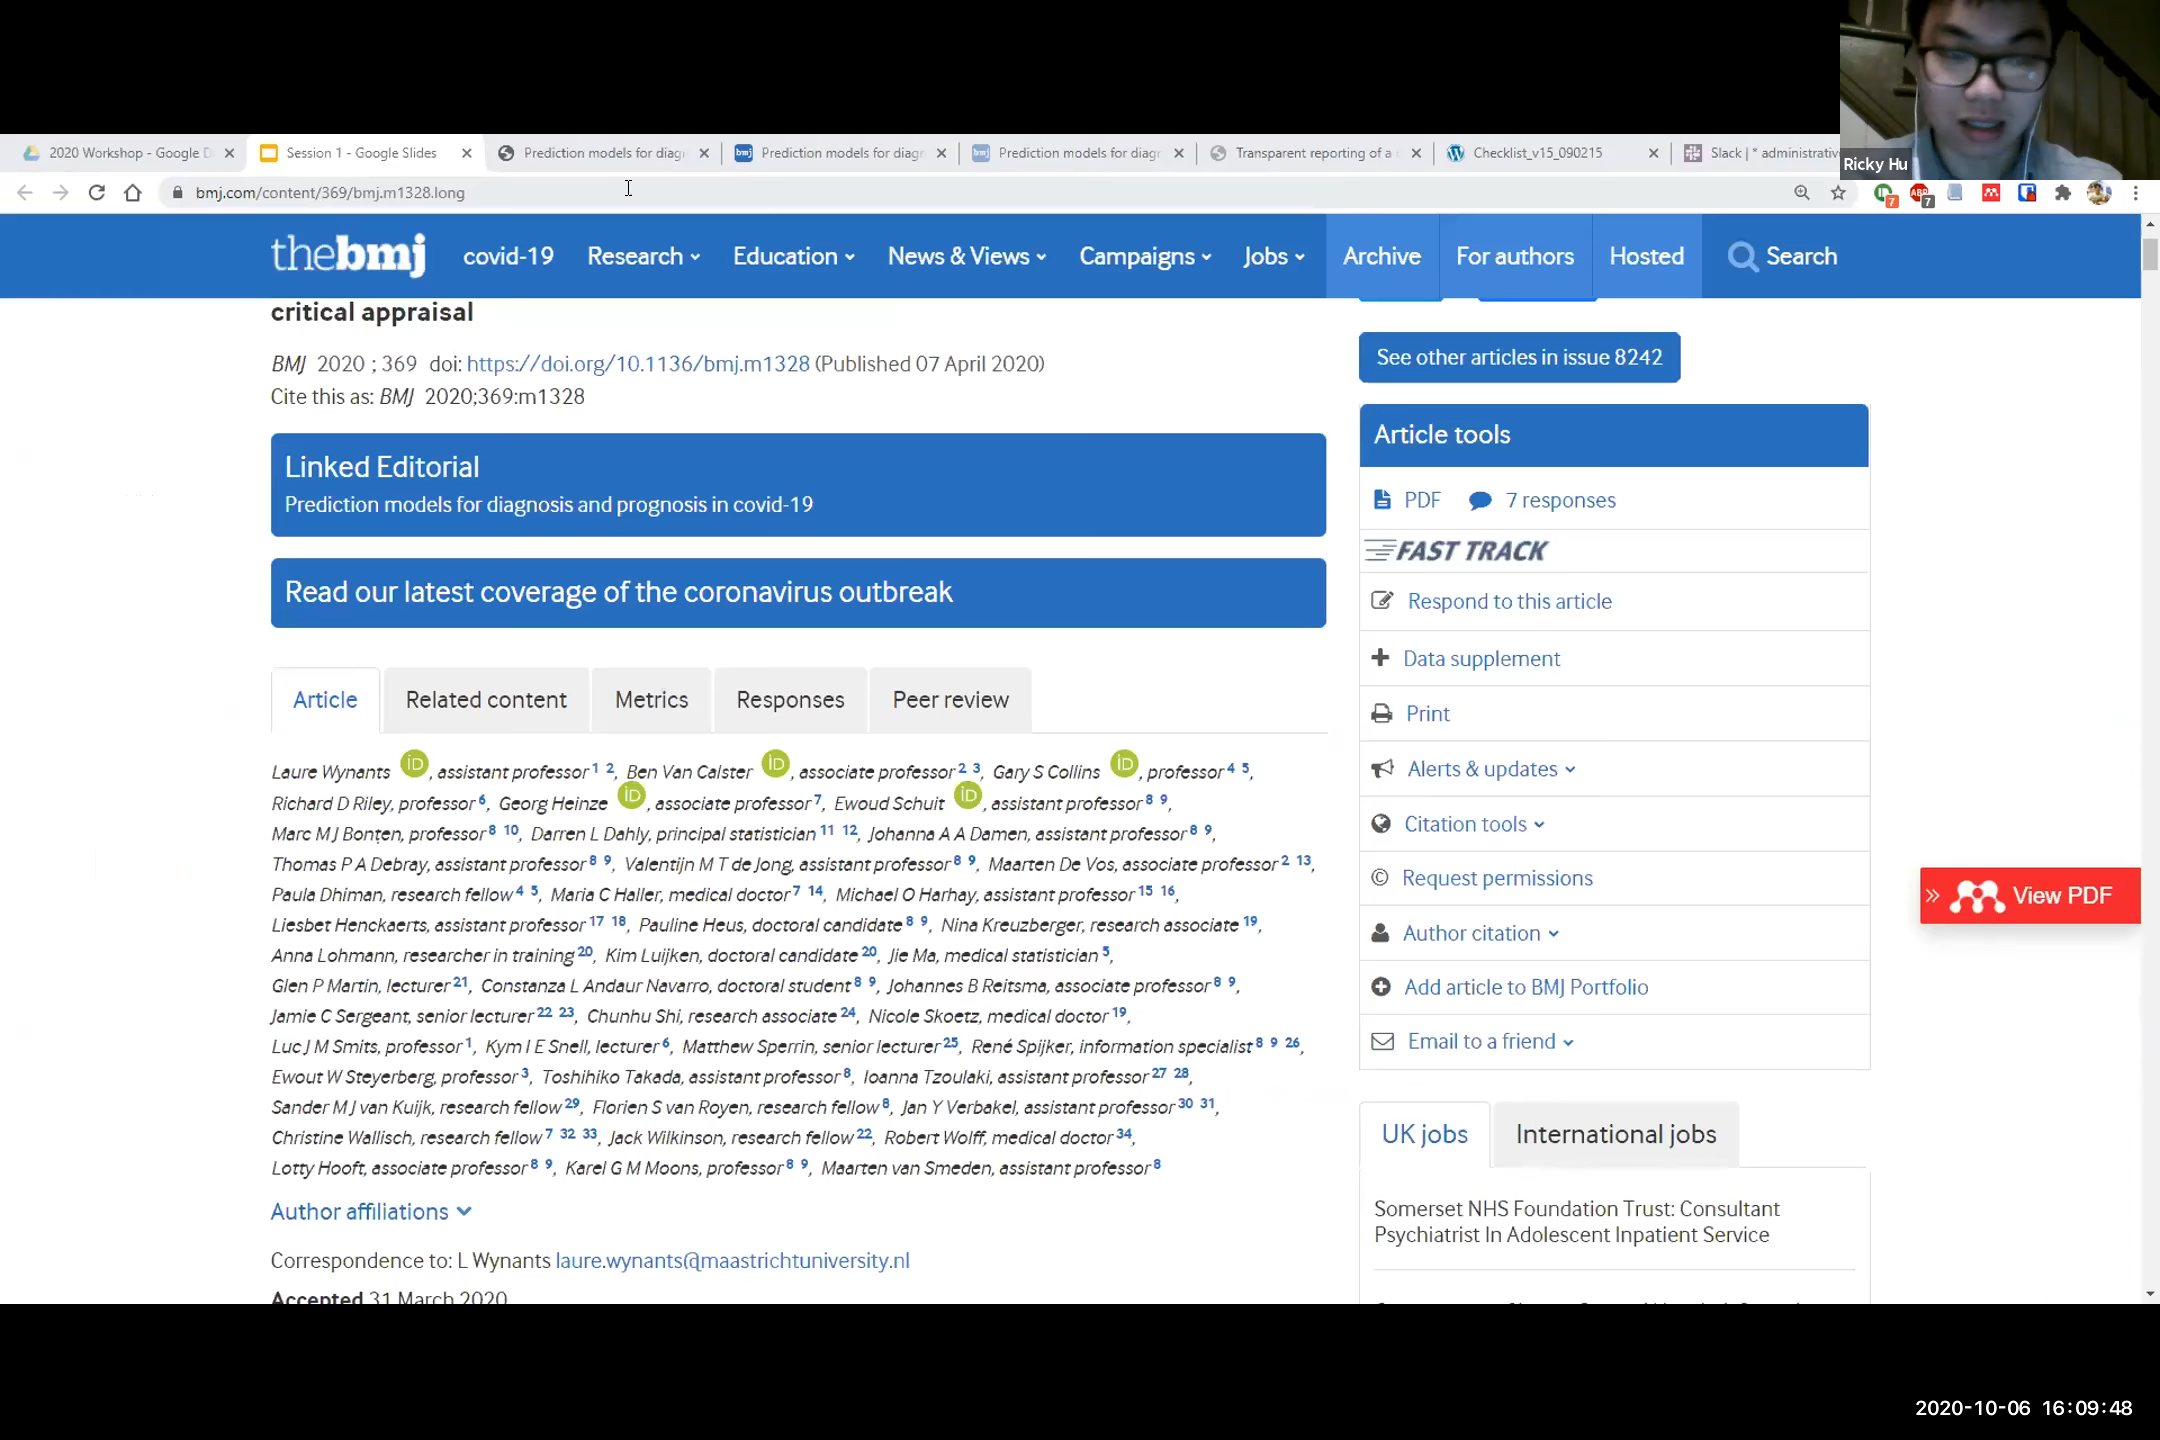 Ricky Hu
2020 Workshop - Google D
Session 1 - Google Slides
Prediction models for diag
bmj Prediction models for diagn
bmj Prediction models for diagn
Transparent reporting of a
Checklist_v15_090215
Slack | * administrativ
bmj.com/content/369/bmj.m1328.long
ABP
7
7
thebmj covid-19 Research Education News & Views Campaigns Jobs Archive For authors Hosted Search
critical appraisal
BMJ 2020 ; 369 doi: https://doi.org/10.1136/bmj.m1328 (Published 07 April 2020)
Cite this as: BMJ 2020;369:m1328
Linked Editorial
Prediction models for diagnosis and prognosis in covid-19
Read our latest coverage of the coronavirus outbreak
Article Related content Metrics Responses Peer review
Laure Wynants iD, assistant professor 1 2, Ben Van Calster iD, associate professor 2 3, Gary S Collins iD, professor 4 5,
Richard D Riley, professor 6, Georg Heinze iD, associate professor 7, Ewoud Schuit iD, assistant professor 8 9,
Marc M J Bonten, professor 8 10, Darren L Dahly, principal statistician 11 12, Johanna A A Damen, assistant professor 8 9,
Thomas P A Debray, assistant professor 8 9, Valentijn M T de Jong, assistant professor 8 9, Maarten De Vos, associate professor 2 13,
Paula Dhiman, research fellow 4 5, Maria C Haller, medical doctor 7 14, Michael O Harhay, assistant professor 15 16,
Liesbet Henckaerts, assistant professor 17 18, Pauline Heus, doctoral candidate 8 9, Nina Kreuzberger, research associate 19,
Anna Lohmann, researcher in training 20, Kim Luijken, doctoral candidate 20, Jie Ma, medical statistician 5,
Glen P Martin, lecturer 21, Constanza L Andaur Navarro, doctoral student 8 9, Johannes B Reitsma, associate professor 8 9,
Jamie C Sergeant, senior lecturer 22 23, Chunhu Shi, research associate 24, Nicole Skoetz, medical doctor 19,
Luc J M Smits, professor 1, Kym I E Snell, lecturer 6, Matthew Sperrin, senior lecturer 25, René Spijker, information specialist 8 9 26,
Ewout W Steyerberg, professor 3, Toshihiko Takada, assistant professor 8, Ioanna Tzoulaki, assistant professor 27 28,
Sander M J van Kuijk, research fellow 29, Florien S van Royen, research fellow 8, Jan Y Verbakel, assistant professor 30 31,
Christine Wallisch, research fellow 7 32 33, Jack Wilkinson, research fellow 22, Robert Wolff, medical doctor 34,
Lotty Hooft, associate professor 8 9, Karel G M Moons, professor 8 9, Maarten van Smeden, assistant professor 8
Author affiliations
Correspondence to: L Wynants laure.wynants@maastrichtuniversity.nl
Accepted 31 March 2020
See other articles in issue 8242
Article tools
PDF 7 responses
FAST TRACK
Respond to this article
Data supplement
Print
Alerts & updates
Citation tools
© Request permissions
Author citation
Add article to BMJ Portfolio
Email to a friend
» View PDF
UK jobs International jobs
Somerset NHS Foundation Trust: Consultant
Psychiatrist In Adolescent Inpatient Service
2020-10-06 16:09:48